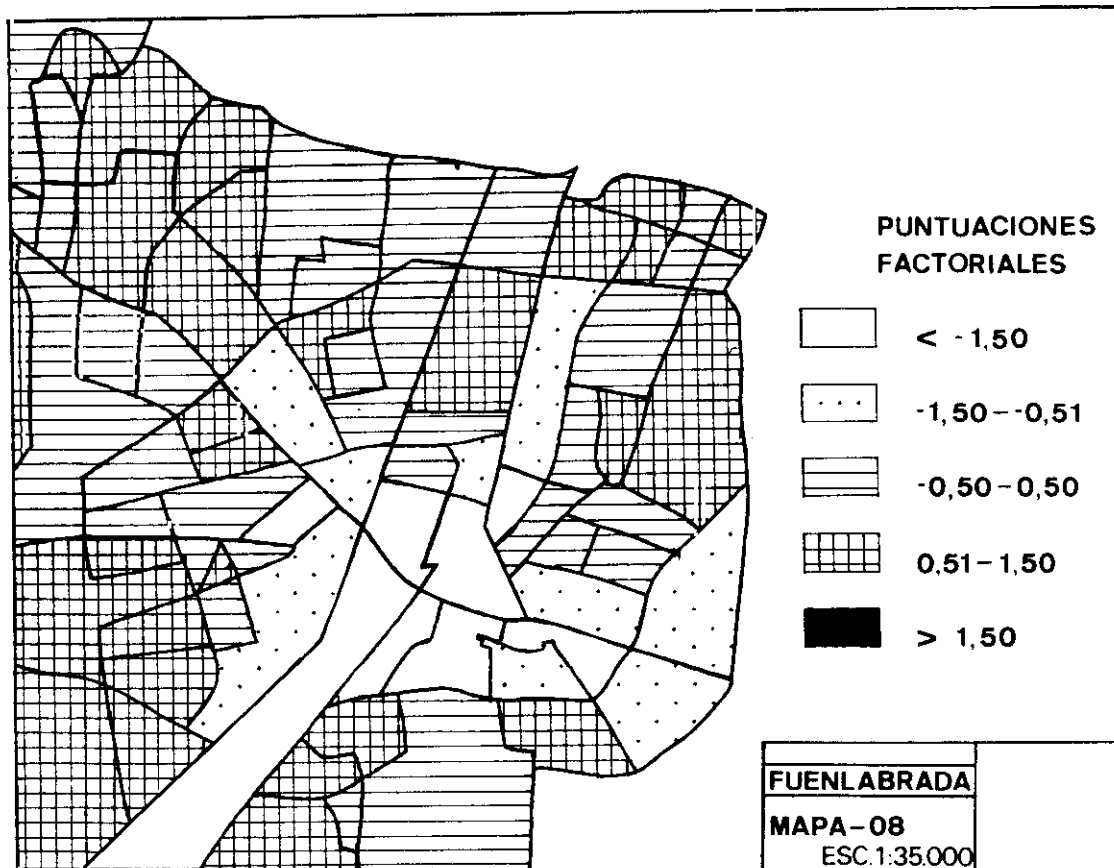 PUNTUACIONES
FACTORIALES
< -1,50
-1,50 – -0,51
-0,50 – 0,50
0,51 – 1,50
> 1,50
FUENLABRADA
MAPA-08
ESC. 1:35.000